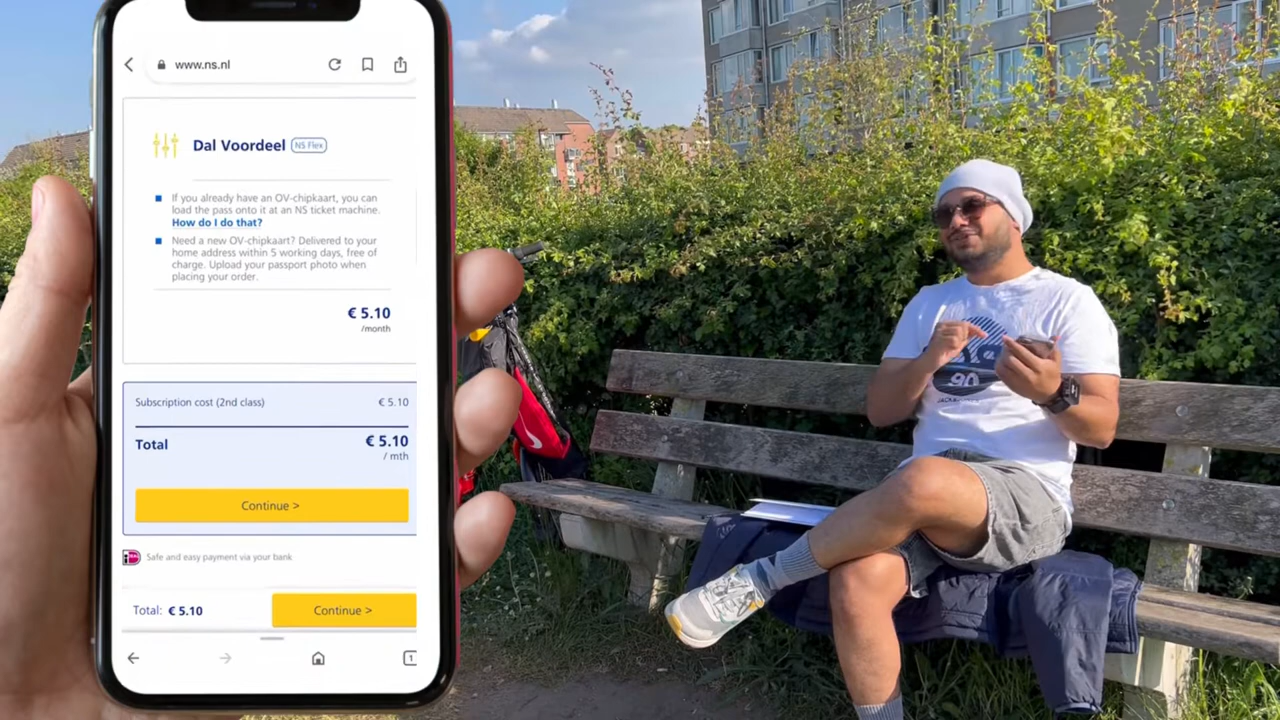 www.ns.nl
Dal Voordeel NS Flex
If you already have an OV-chipkaart, you can
load the pass onto it at an NS ticket machine.
How do I do that?
Need a new OV-chipkaart? Delivered to your
home address within 5 working days, free of
charge. Upload your passport photo when
placing your order.
€ 5.10
/month
Subscription cost (2nd class) € 5.10
Total € 5.10
/ mth
Continue >
Safe and easy payment via your bank
Total: € 5.10 Continue >
1
90